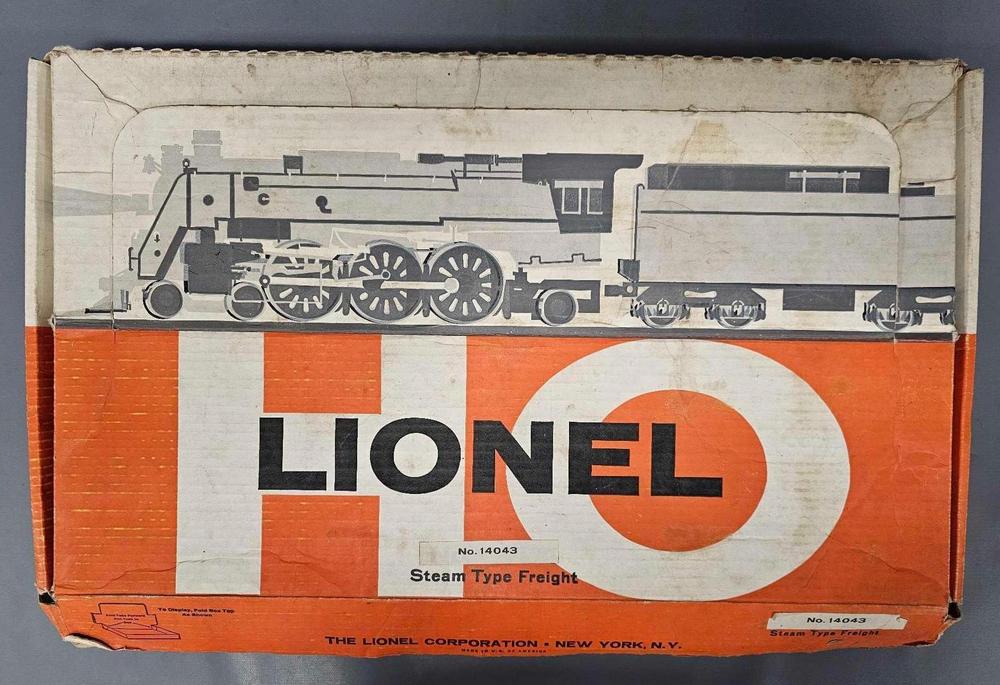 HO
LIONEL
No. 14043
Steam Type Freight
To Display, Fold Box Top
As Shown
No. 14043
Steam Type Freight
THE LIONEL CORPORATION • NEW YORK, N.Y.
MADE IN U.S. OF AMERICA